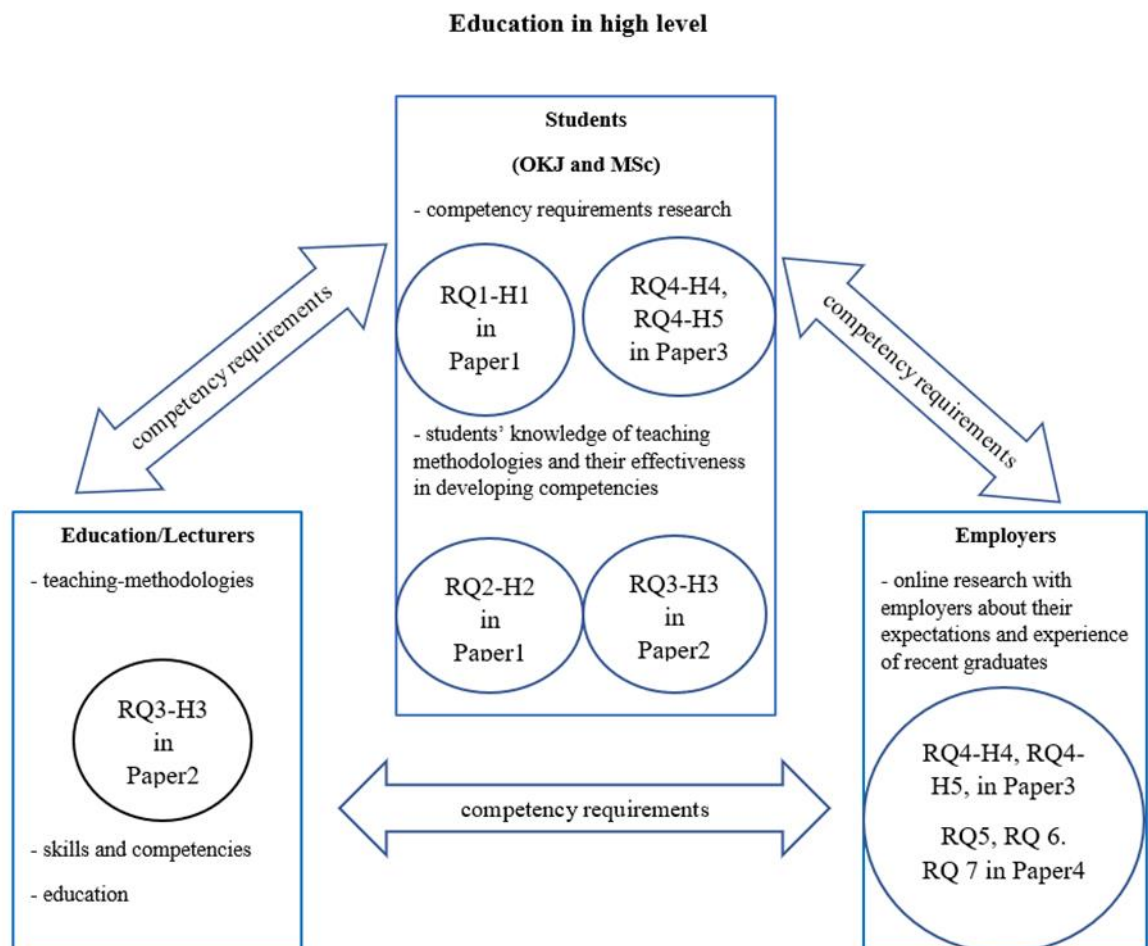 Education in high level
Students
(OKJ and MSc)
- competency requirements research
RQ1-H1
in
Paper1
RQ4-H4,
RQ4-H5
in Paper3
- students’ knowledge of teaching
methodologies and their effectiveness
in developing competencies
RQ2-H2
in
Paper1
RQ3-H3
in
Paper2
competency requirements
competency requirements
Education/Lecturers
- teaching-methodologies
RQ3-H3
in
Paper2
- skills and competencies
- education
competency requirements
Employers
- online research with
employers about their
expectations and experience
of recent graduates
RQ4-H4, RQ4-
H5, in Paper3
RQ5, RQ 6.
RQ 7 in Paper4